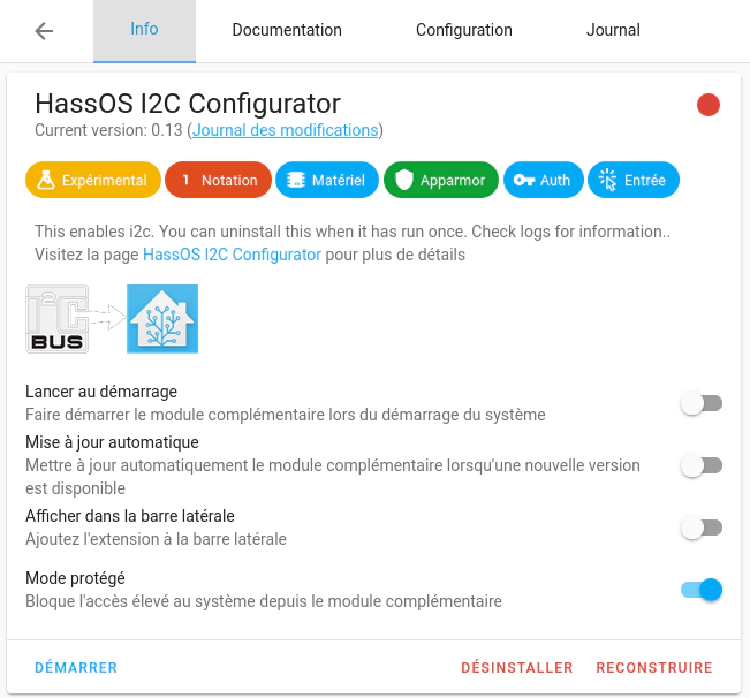 Info Documentation Configuration Journal
HassOS I2C Configurator
Current version: 0.13 (Journal des modifications)
Expérimental 1 Notation Matériel Apparmor Auth Entrée
This enables i2c. You can uninstall this when it has run once. Check logs for information..
Visitez la page HassOS I2C Configurator pour plus de détails
I2C
BUS
Lancer au démarrage
Faire démarrer le module complémentaire lors du démarrage du système
Mise à jour automatique
Mettre à jour automatiquement le module complémentaire lorsqu'une nouvelle version
est disponible
Afficher dans la barre latérale
Ajoutez l'extension à la barre latérale
Mode protégé
Bloque l'accès élevé au système depuis le module complémentaire
DÉMARRER DÉSINSTALLER RECONSTRUIRE